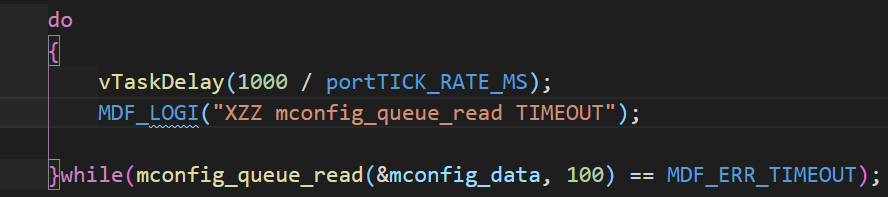 do
{
vTaskDelay(1000 / portTICK_RATE_MS);
MDF_LOGI("XZZ mconfig_queue_read TIMEOUT");
}while(mconfig_queue_read(&mconfig_data, 100) == MDF_ERR_TIMEOUT);